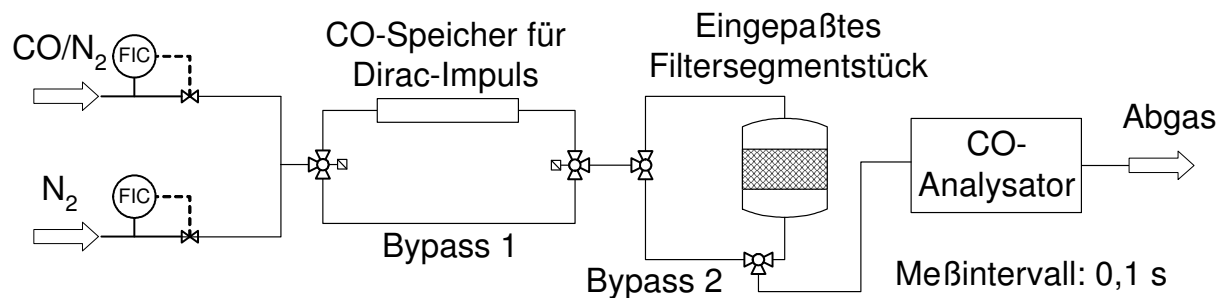 CO/N₂
FIC
N₂
FIC
CO-Speicher für
Dirac-Impuls
Bypass 1
Eingepaßtes
Filtersegmentstück
Bypass 2
CO-
Analysator
Abgas
Meßintervall: 0,1 s